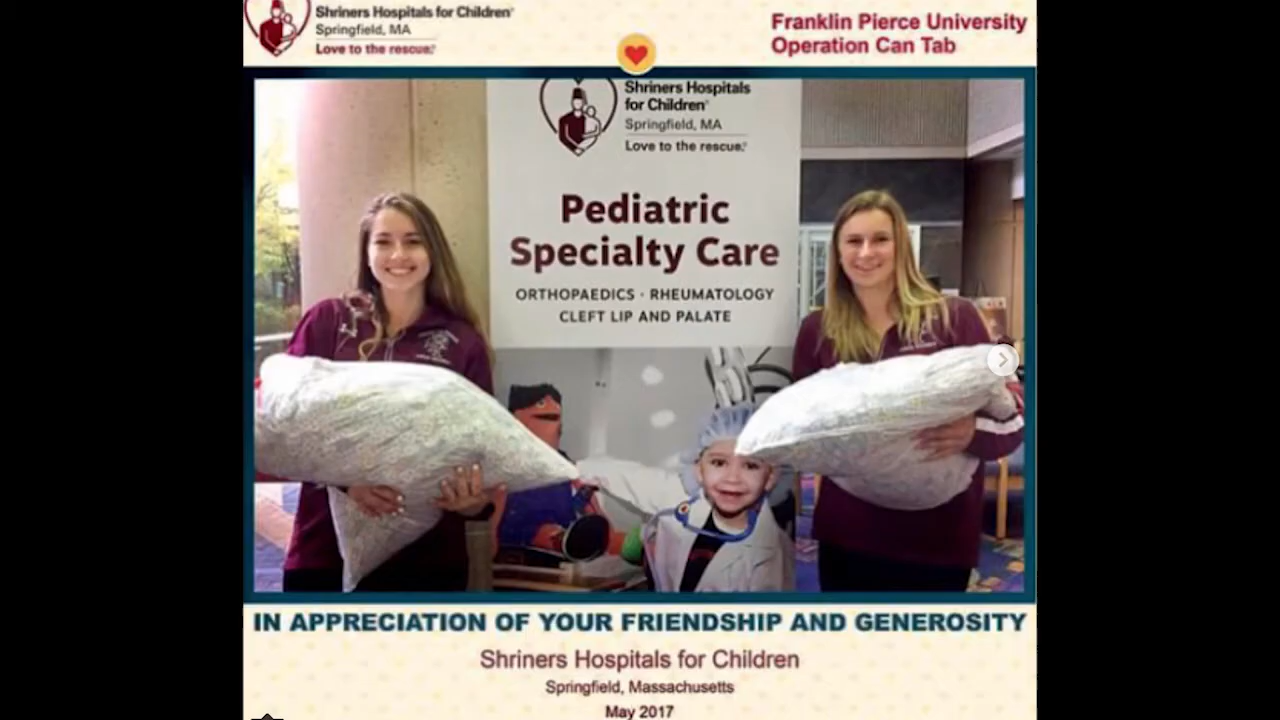 Shriners Hospitals for Children®
Springfield, MA
Love to the rescue.®
Franklin Pierce University
Operation Can Tab
Shriners Hospitals
for Children®
Springfield, MA
Love to the rescue.®
Pediatric
Specialty Care
ORTHOPAEDICS · RHEUMATOLOGY
CLEFT LIP AND PALATE
IN APPRECIATION OF YOUR FRIENDSHIP AND GENEROSITY
Shriners Hospitals for Children
Springfield, Massachusetts
May 2017